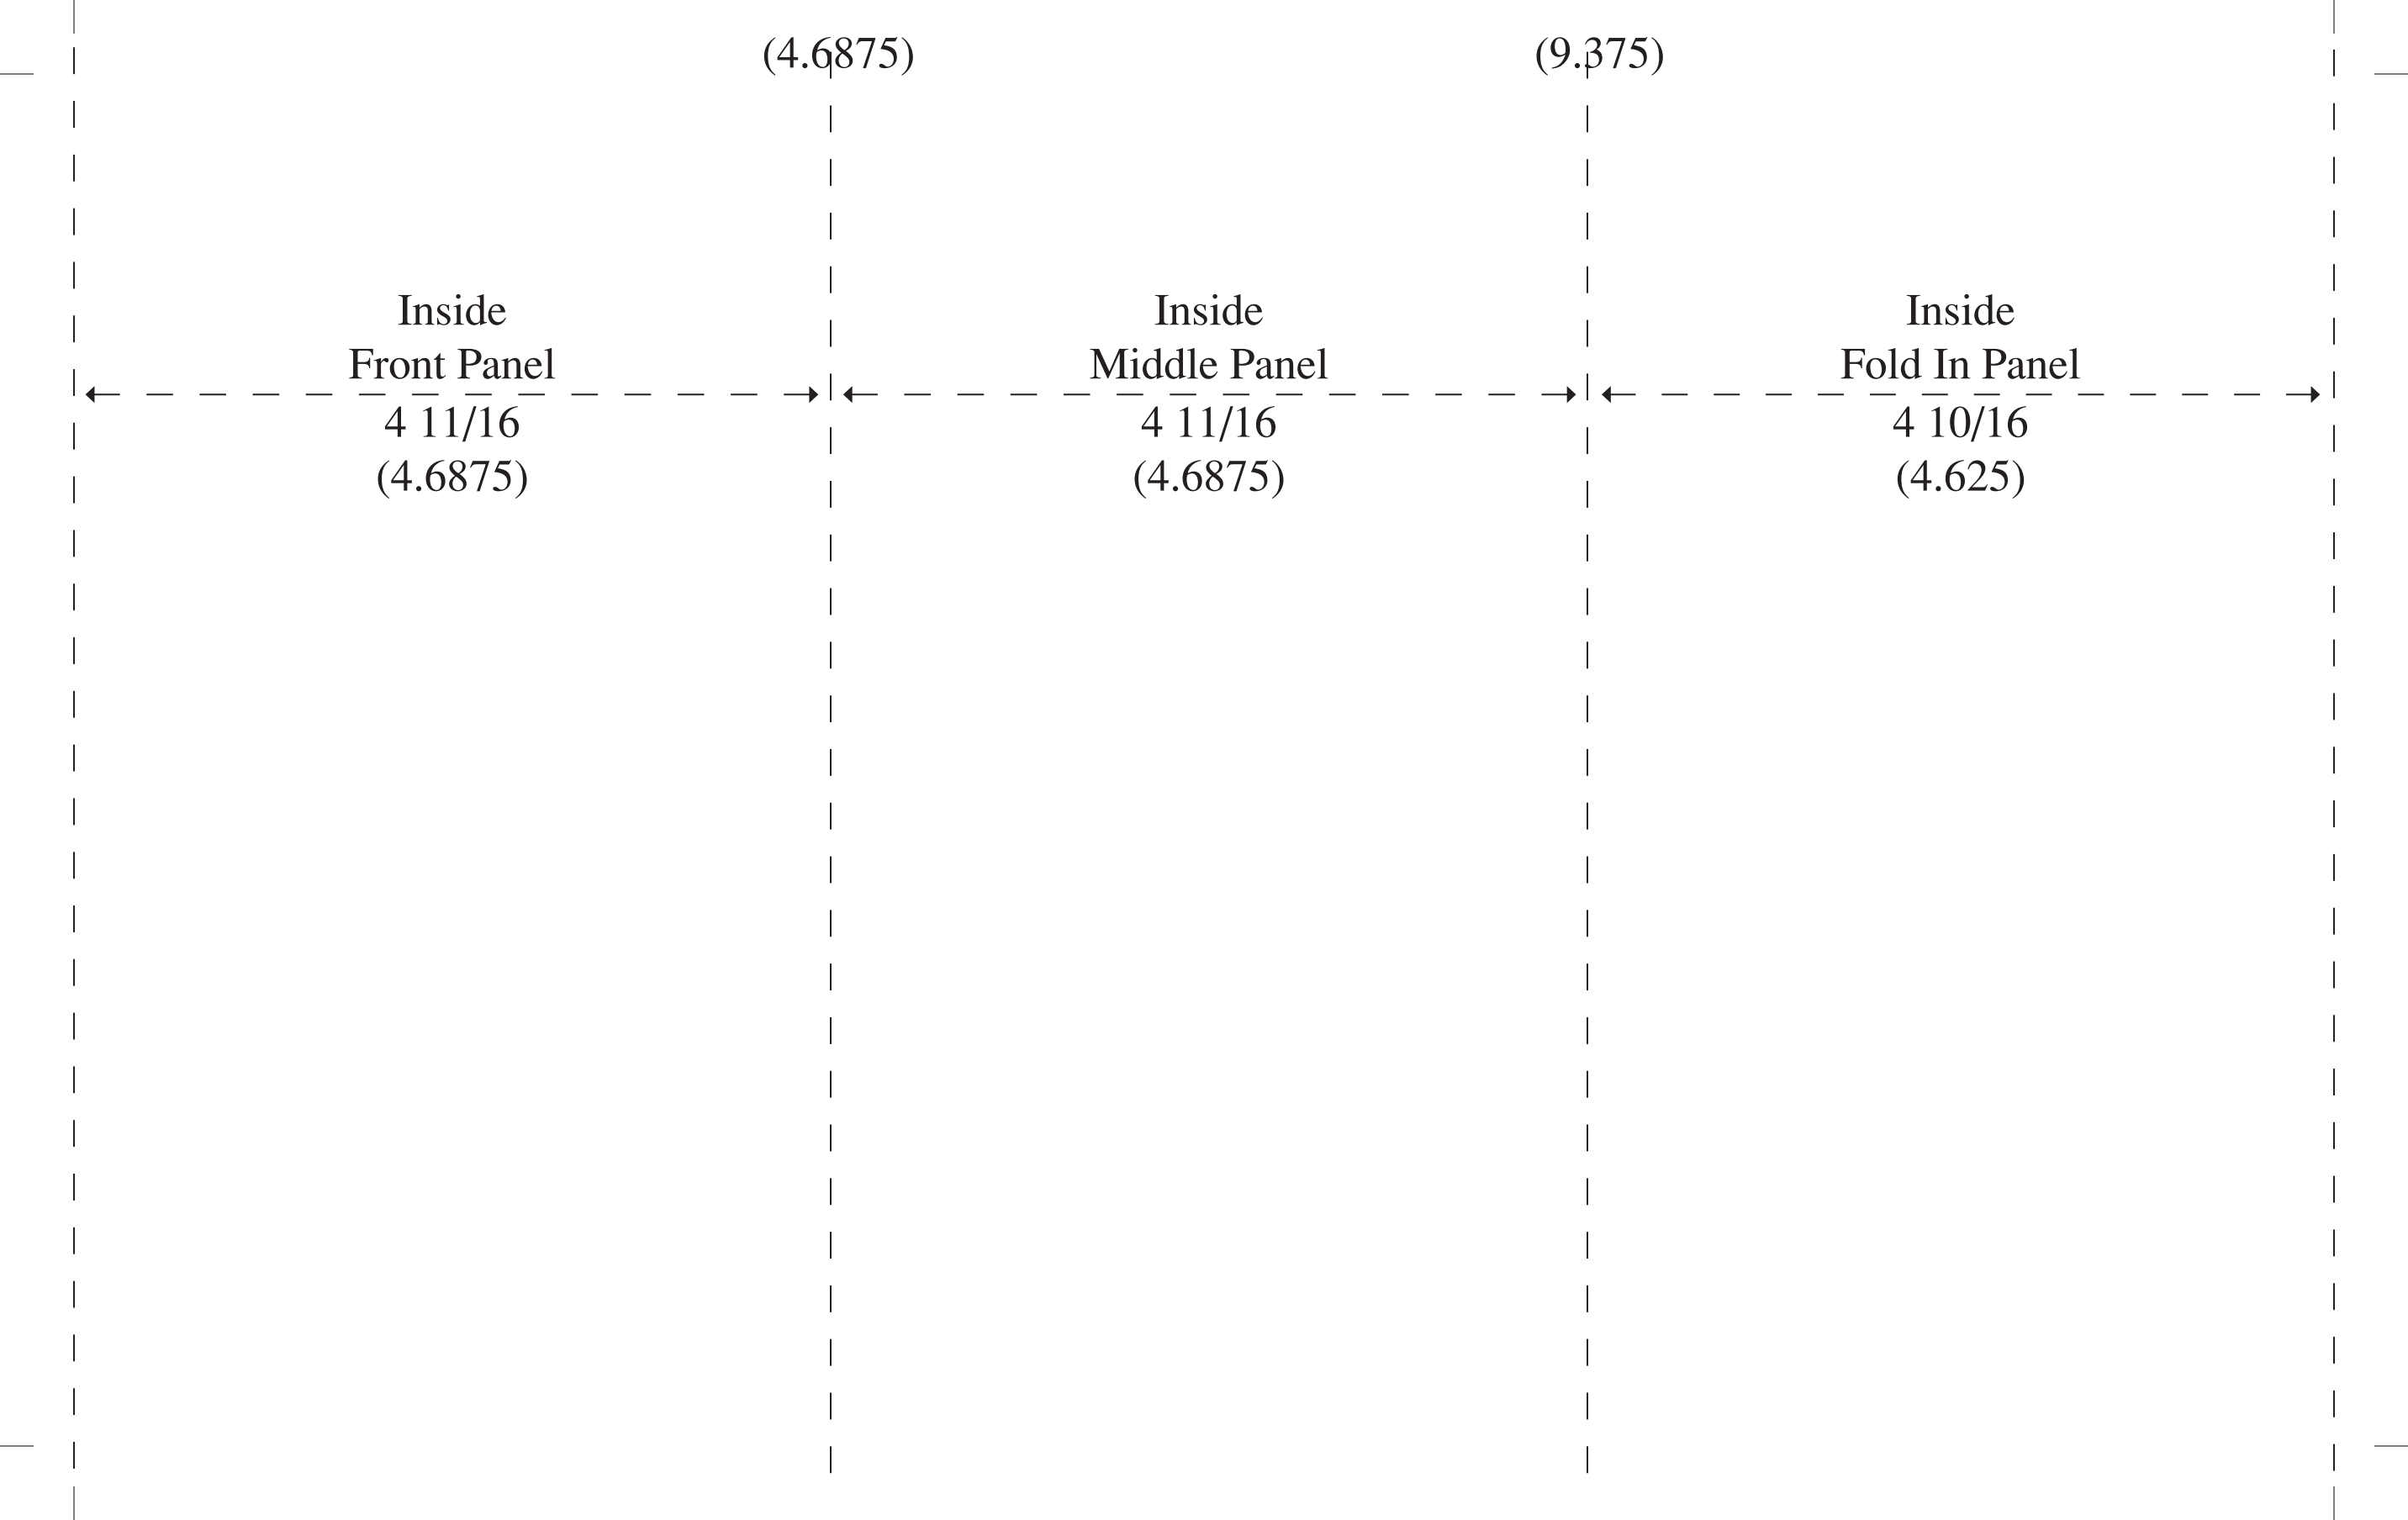 (4.6875)
(9.375)
Inside
Front Panel
4 11/16
(4.6875)
Inside
Middle Panel
4 11/16
(4.6875)
Inside
Fold In Panel
4 10/16
(4.625)